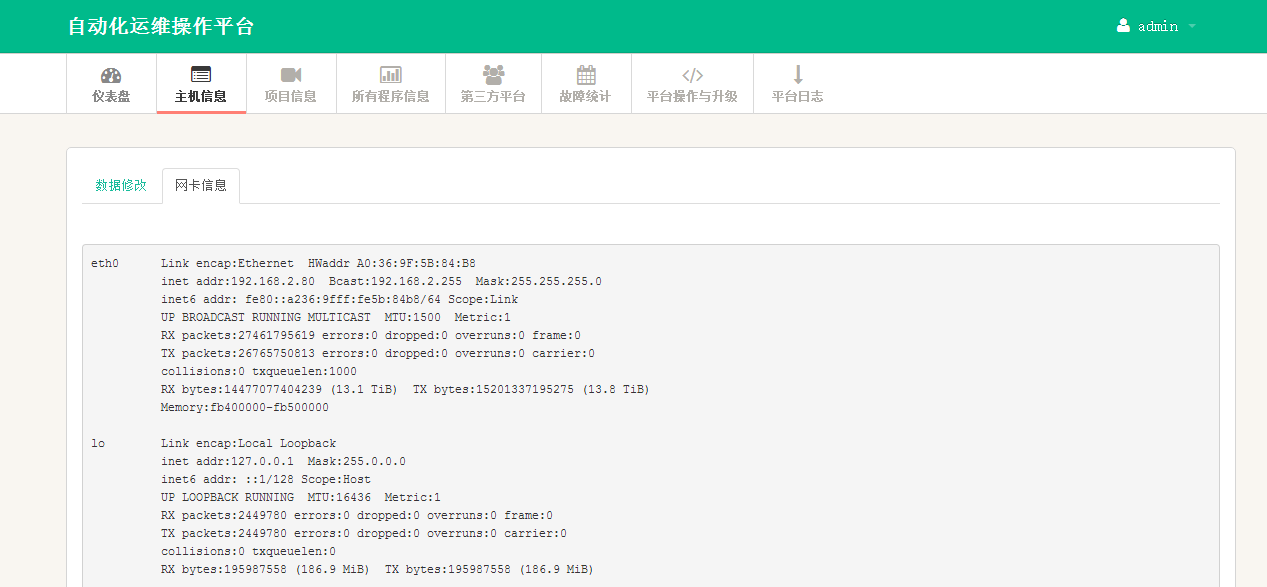 自动化运维操作平台
admin
仪表盘 主机信息 项目信息 所有程序信息 第三方平台 故障统计 平台操作与升级 平台日志
数据修改 网卡信息
eth0 Link encap:Ethernet HWaddr A0:36:9F:5B:84:B8
inet addr:192.168.2.80 Bcast:192.168.2.255 Mask:255.255.255.0
inet6 addr: fe80::a236:9fff:fe5b:84b8/64 Scope:Link
UP BROADCAST RUNNING MULTICAST MTU:1500 Metric:1
RX packets:27461795619 errors:0 dropped:0 overruns:0 frame:0
TX packets:26765750813 errors:0 dropped:0 overruns:0 carrier:0
collisions:0 txqueuelen:1000
RX bytes:14477077404239 (13.1 TiB) TX bytes:15201337195275 (13.8 TiB)
Memory:fb400000-fb500000
lo Link encap:Local Loopback
inet addr:127.0.0.1 Mask:255.0.0.0
inet6 addr: ::1/128 Scope:Host
UP LOOPBACK RUNNING MTU:16436 Metric:1
RX packets:2449780 errors:0 dropped:0 overruns:0 frame:0
TX packets:2449780 errors:0 dropped:0 overruns:0 carrier:0
collisions:0 txqueuelen:0
RX bytes:195987558 (186.9 MiB) TX bytes:195987558 (186.9 MiB)